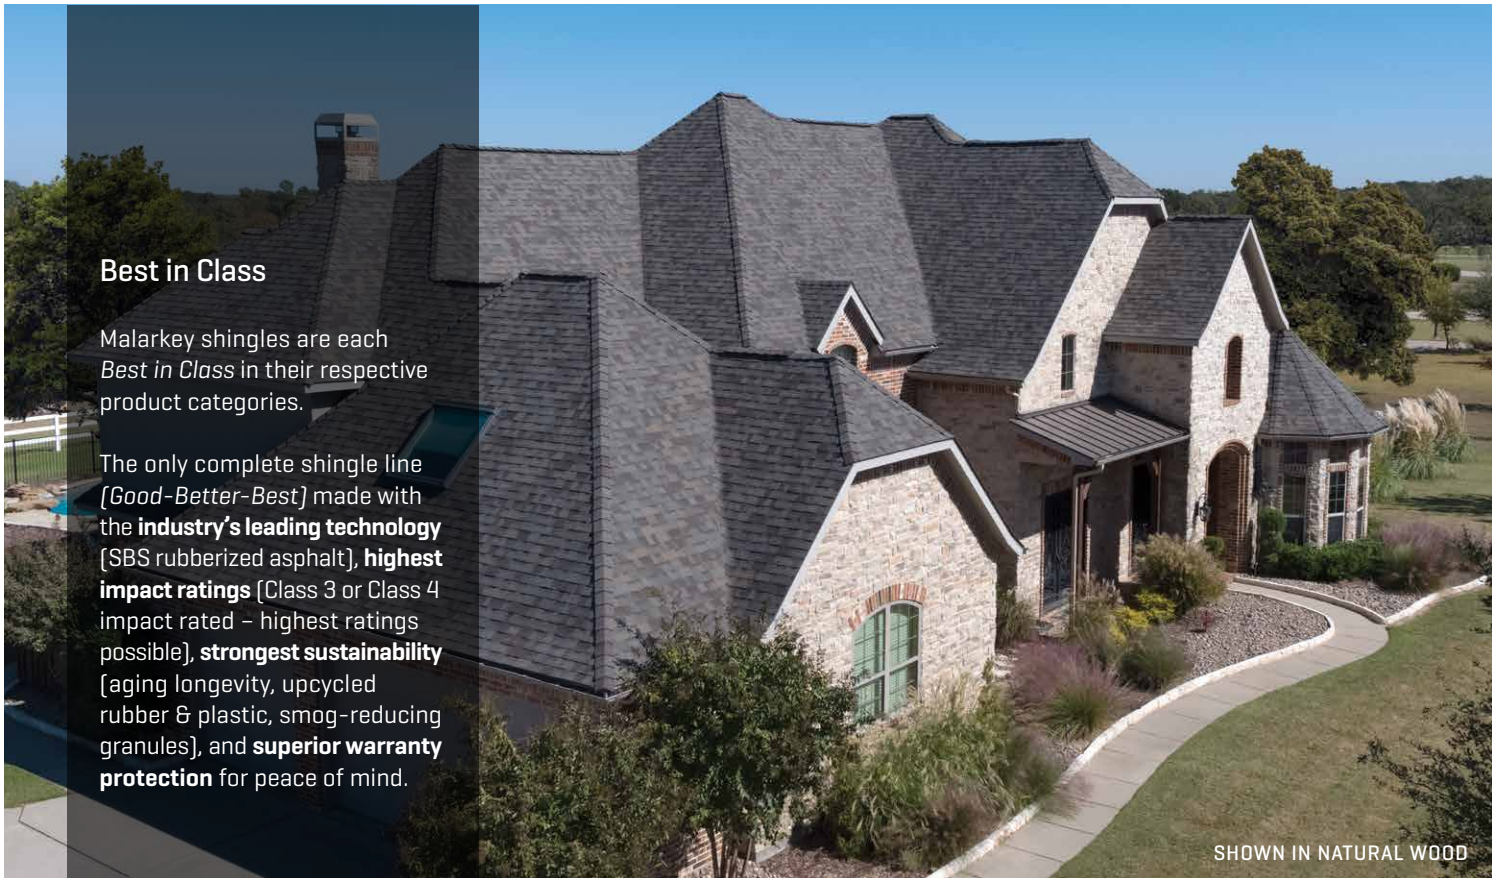 Best in Class
Malarkey shingles are each
Best in Class in their respective
product categories.
The only complete shingle line
(Good-Better-Best) made with
the industry's leading technology
(SBS rubberized asphalt), highest
impact ratings (Class 3 or Class 4
impact rated – highest ratings
possible), strongest sustainability
(aging longevity, upcycled
rubber & plastic, smog-reducing
granules), and superior warranty
protection for peace of mind.
SHOWN IN NATURAL WOOD